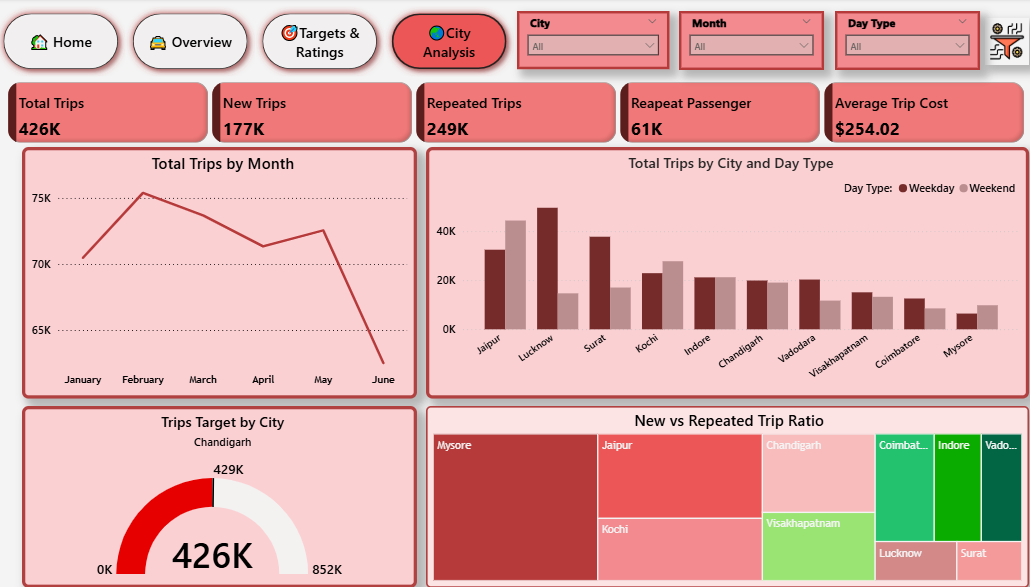 Home
Overview
Targets &
Ratings
City
Analysis
City
All
Month
All
Day Type
All
Total Trips
426K
New Trips
177K
Repeated Trips
249K
Reapeat Passenger
61K
Average Trip Cost
$254.02
Total Trips by Month
75K
70K
65K
January February March April May June
Total Trips by City and Day Type
Day Type: Weekday Weekend
40K
20K
0K
Jaipur Lucknow Surat Kochi Indore Chandigarh Vadodara Visakhapatnam Coimbatore Mysore
Trips Target by City
Chandigarh
429K
426K
0K 852K
New vs Repeated Trip Ratio
Mysore Jaipur Chandigarh Coimbat... Indore Vado...
Kochi Visakhapatnam
Lucknow Surat